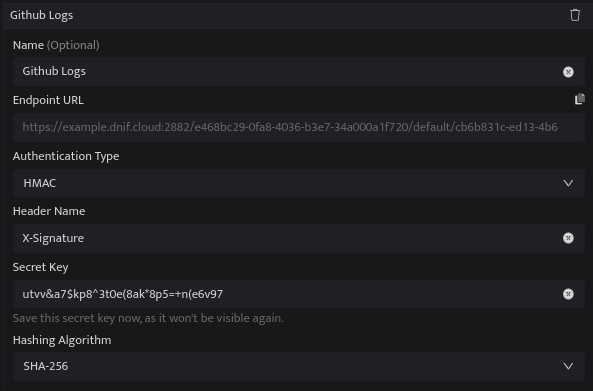 Github Logs
Name (Optional)
Github Logs
Endpoint URL
https://example.dnif.cloud:2882/e468bc29-0fa8-4036-b3e7-34a000a1f720/default/cb6b831c-ed13-4b6
Authentication Type
HMAC
Header Name
X-Signature
Secret Key
utvv&a7$kp8^3t0e(8ak*8p5=+n(e6v97
Save this secret key now, as it won't be visible again.
Hashing Algorithm
SHA-256